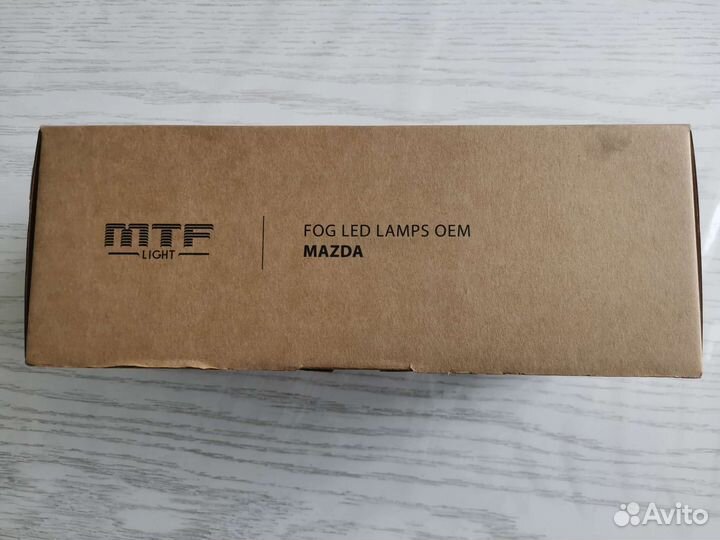 MTF
LIGHT
FOG LED LAMPS OEM
MAZDA
Avito